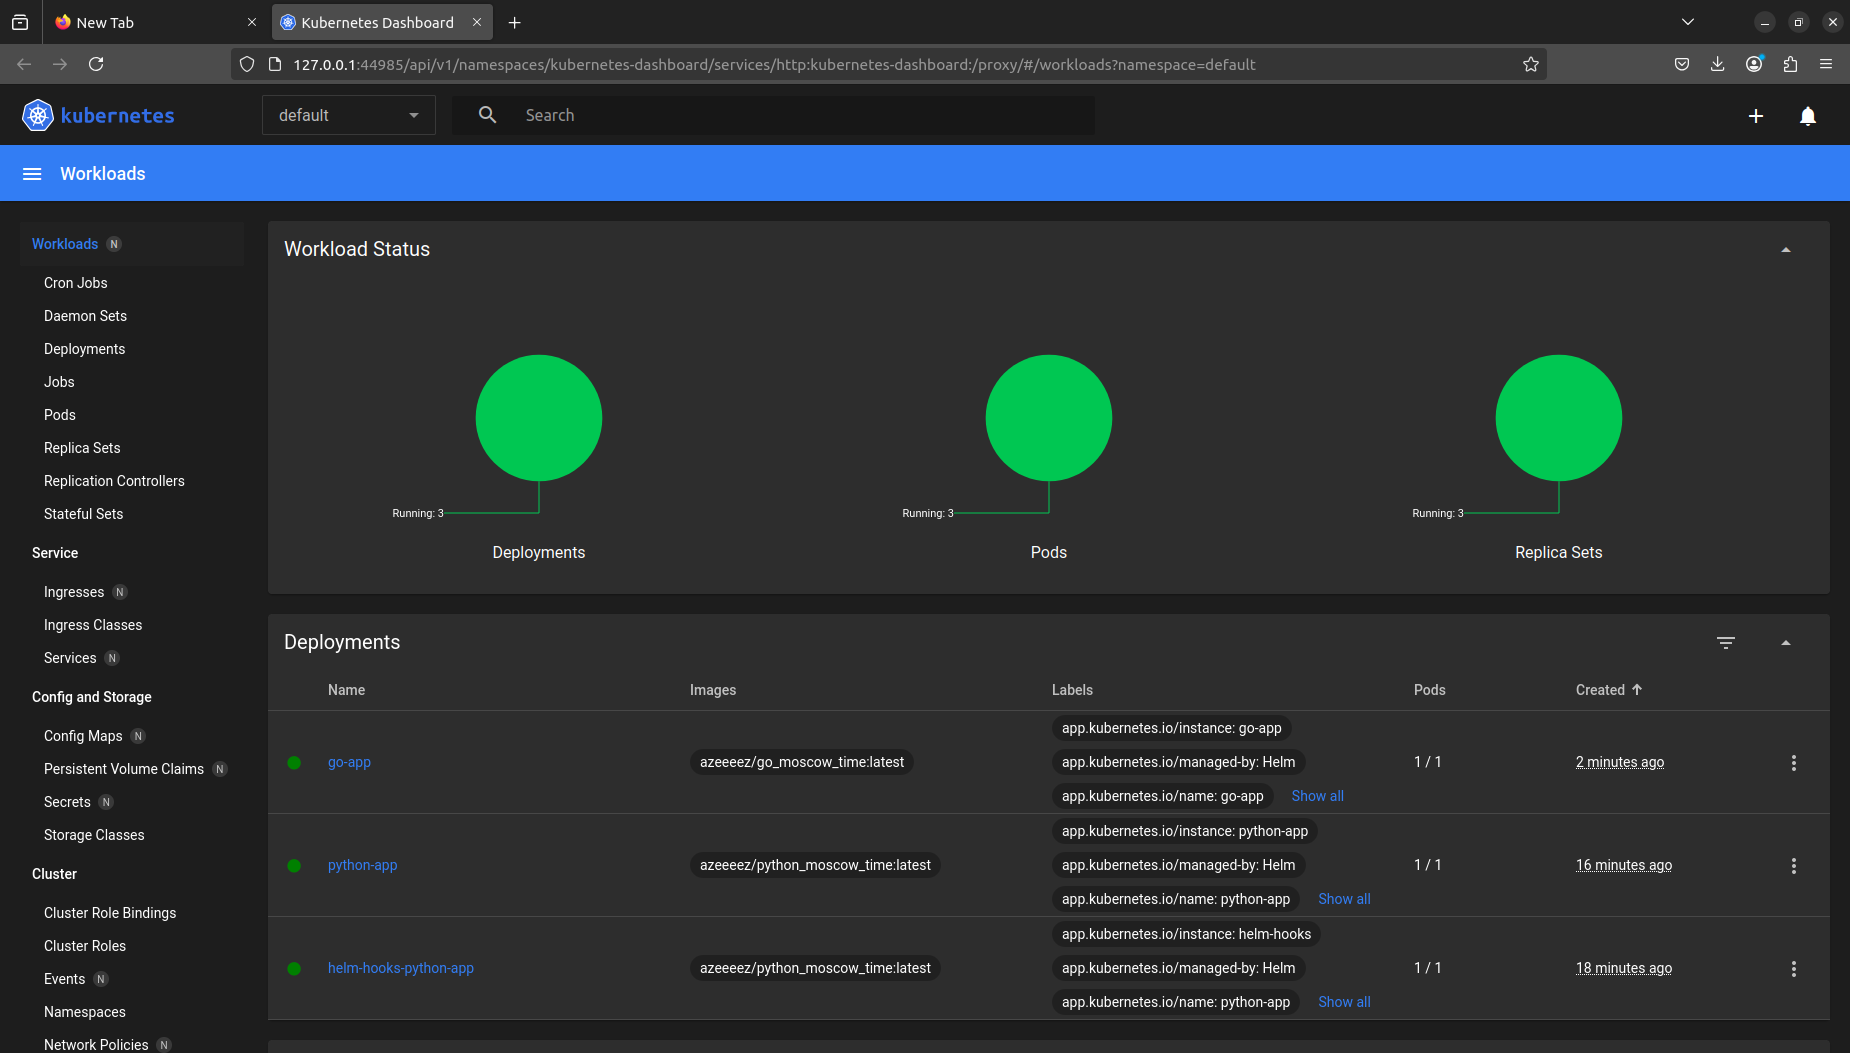 New Tab
Kubernetes Dashboard
127.0.0.1:44985/api/v1/namespaces/kubernetes-dashboard/services/http:kubernetes-dashboard:/proxy/#/workloads?namespace=default
kubernetes
default
Search
Workloads
Workloads N
Cron Jobs
Daemon Sets
Deployments
Jobs
Pods
Replica Sets
Replication Controllers
Stateful Sets
Service
Ingresses N
Ingress Classes
Services N
Config and Storage
Config Maps N
Persistent Volume Claims N
Secrets N
Storage Classes
Cluster
Cluster Role Bindings
Cluster Roles
Events N
Namespaces
Network Policies N
Workload Status
Running: 3
Deployments
Running: 3
Pods
Running: 3
Replica Sets
Deployments
Name Images Labels Pods Created
app.kubernetes.io/instance: go-app
go-app azeeeez/go_moscow_time:latest app.kubernetes.io/managed-by: Helm 1 / 1 2 minutes ago
app.kubernetes.io/name: go-app Show all
app.kubernetes.io/instance: python-app
python-app azeeeez/python_moscow_time:latest app.kubernetes.io/managed-by: Helm 1 / 1 16 minutes ago
app.kubernetes.io/name: python-app Show all
app.kubernetes.io/instance: helm-hooks
helm-hooks-python-app azeeeez/python_moscow_time:latest app.kubernetes.io/managed-by: Helm 1 / 1 18 minutes ago
app.kubernetes.io/name: python-app Show all